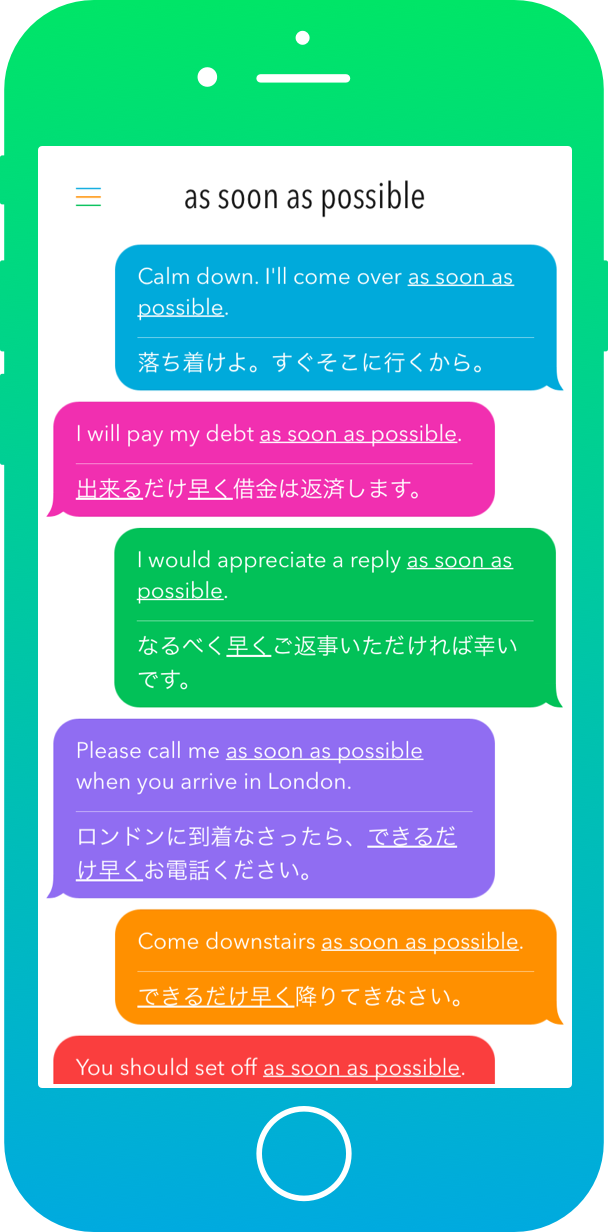 as soon as possible
Calm down. I'll come over as soon as
possible.
落ち着けよ。すぐそこに行くから。
I will pay my debt as soon as possible.
出来るだけ早く借金は返済します。
I would appreciate a reply as soon as
possible.
なるべく早くご返事いただければ幸い
です。
Please call me as soon as possible
when you arrive in London.
ロンドンに到着なさったら、できるだ
け早くお電話ください。
Come downstairs as soon as possible.
できるだけ早く降りてきなさい。
You should set off as soon as possible.